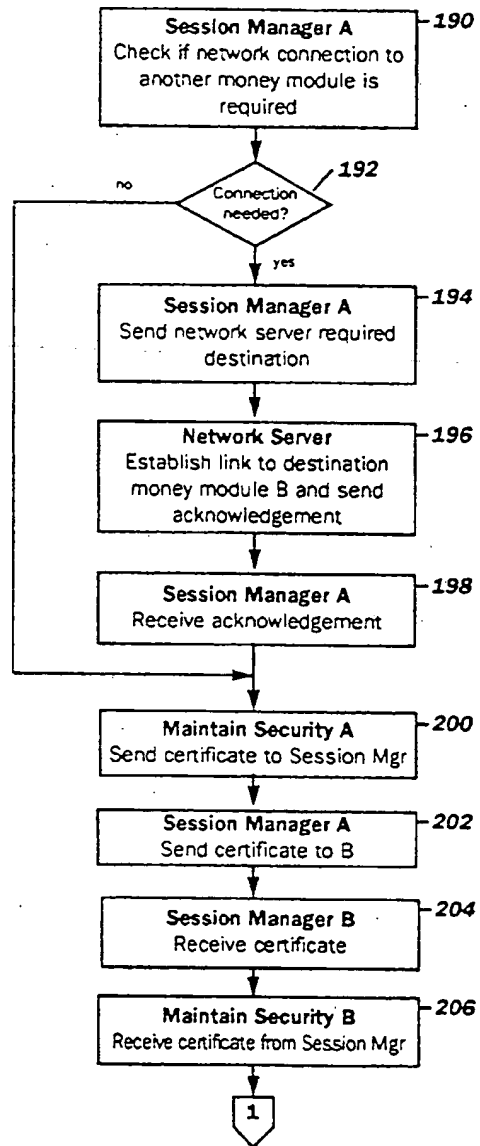 Session Manager A
190
Check if network connection to
another money module is
required
192
no
Connection
needed?
yes
Session Manager A
194
Send network server required
destination
Network Server
196
Establish link to destination
money module B and send
acknowledgement
Session Manager A
198
Receive acknowledgement
Maintain Security A
200
Send certificate to Session Mgr
Session Manager A
202
Send certificate to B
Session Manager B
204
Receive certificate
Maintain Security B
206
Receive certificate from Session Mgr
1